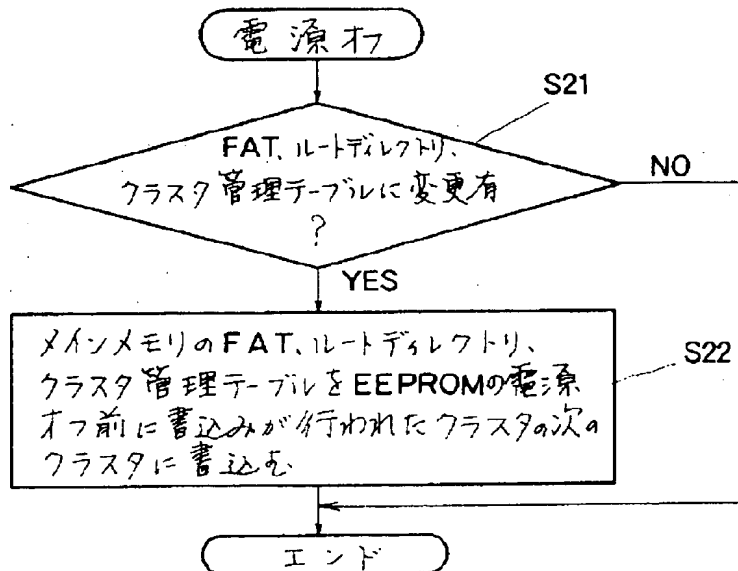 電源オフ
S21
FAT、ルートディレクトリ、
クラスタ管理テーブルに変更有
?
NO
YES
メインメモリのFAT、ルートディレクトリ、
クラスタ管理テーブルをEEPROMの電源
オフ前に書込みが行われたクラスタの次の
クラスタに書込む
S22
エンド